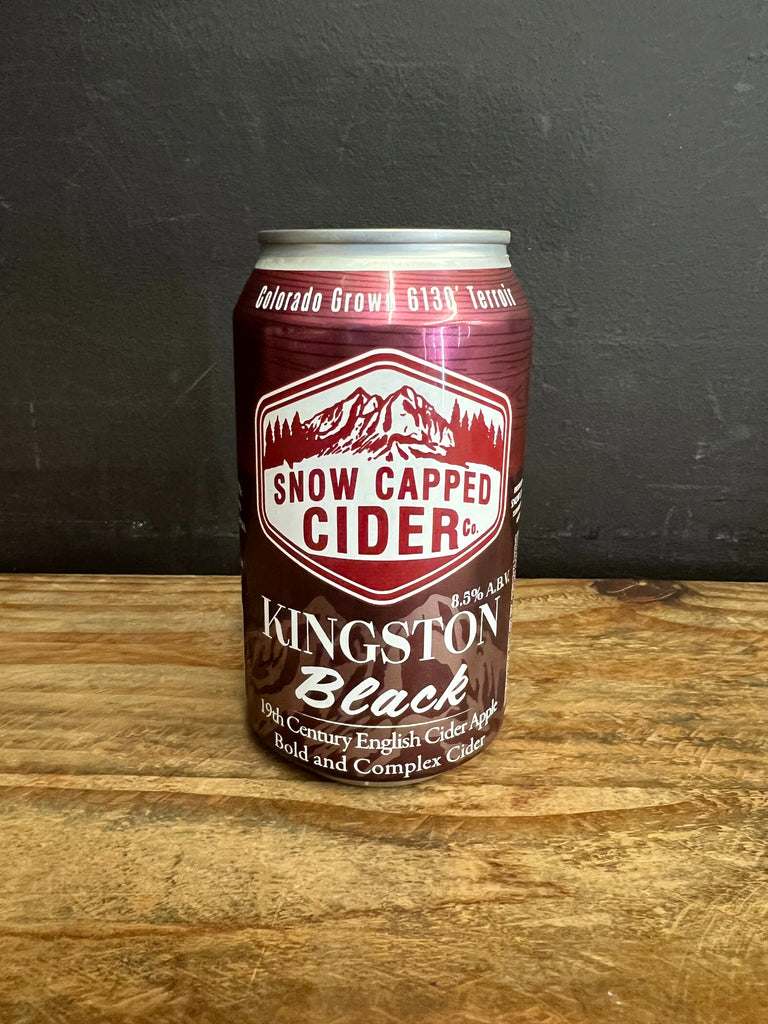 Colorado Grown 6130' Terroir
SNOW CAPPED
CIDER Co.
8.5% A.B.V.
KINGSTON
Black
19th Century English Cider Apple
Bold and Complex Cider